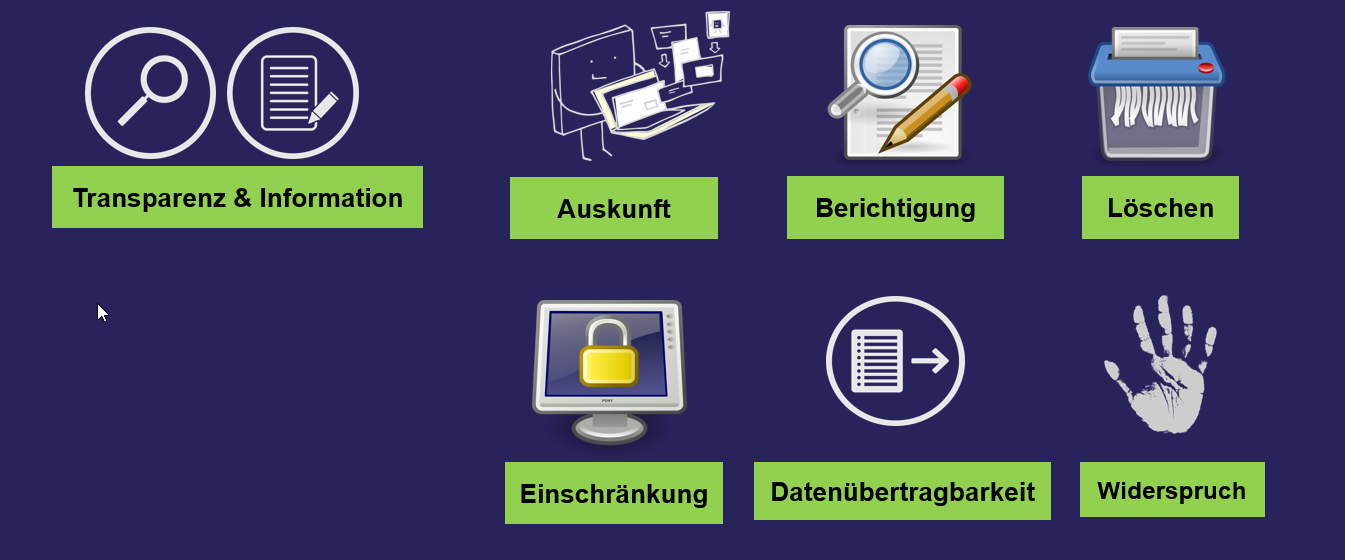 Transparenz & Information
Auskunft
Berichtigung
Löschen
Einschränkung
Datenübertragbarkeit
Widerspruch